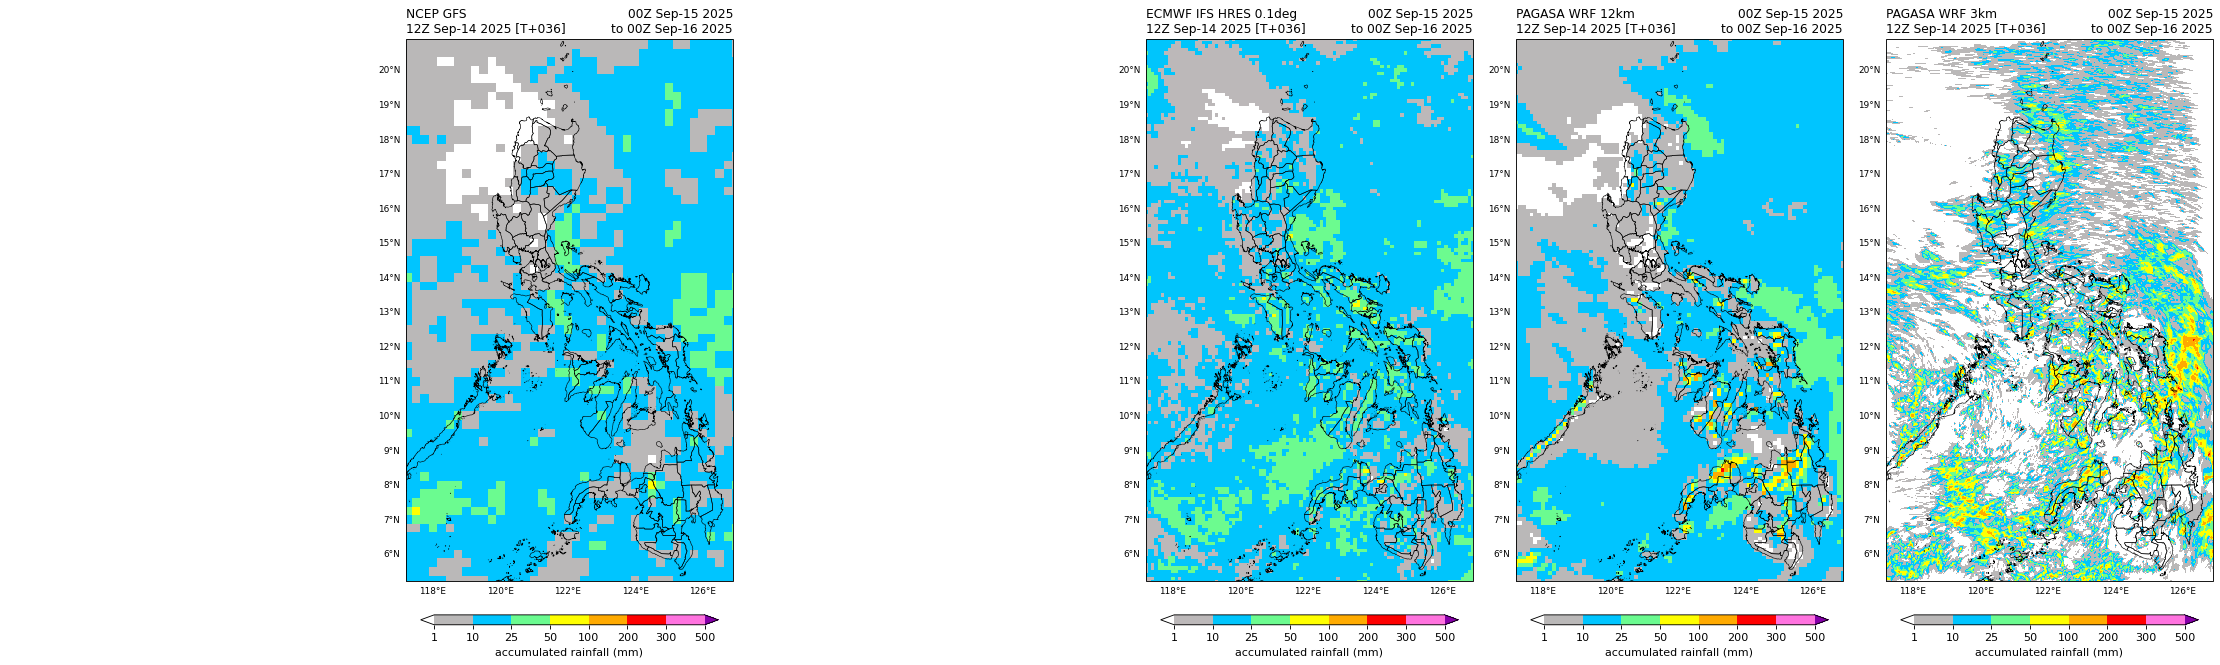 NCEP GFS 00Z Sep-15 2025
12Z Sep-14 2025 [T+036] to 00Z Sep-16 2025
20°N
19°N
18°N
17°N
16°N
15°N
14°N
13°N
12°N
11°N
10°N
9°N
8°N
7°N
6°N
118°E 120°E 122°E 124°E 126°E
1 10 25 50 100 200 300 500
accumulated rainfall (mm)
ECMWF IFS HRES 0.1deg 00Z Sep-15 2025
12Z Sep-14 2025 [T+036] to 00Z Sep-16 2025
20°N
19°N
18°N
17°N
16°N
15°N
14°N
13°N
12°N
11°N
10°N
9°N
8°N
7°N
6°N
118°E 120°E 122°E 124°E 126°E
1 10 25 50 100 200 300 500
accumulated rainfall (mm)
PAGASA WRF 12km 00Z Sep-15 2025
12Z Sep-14 2025 [T+036] to 00Z Sep-16 2025
20°N
19°N
18°N
17°N
16°N
15°N
14°N
13°N
12°N
11°N
10°N
9°N
8°N
7°N
6°N
118°E 120°E 122°E 124°E 126°E
1 10 25 50 100 200 300 500
accumulated rainfall (mm)
PAGASA WRF 3km 00Z Sep-15 2025
12Z Sep-14 2025 [T+036] to 00Z Sep-16 2025
20°N
19°N
18°N
17°N
16°N
15°N
14°N
13°N
12°N
11°N
10°N
9°N
8°N
7°N
6°N
118°E 120°E 122°E 124°E 126°E
1 10 25 50 100 200 300 500
accumulated rainfall (mm)